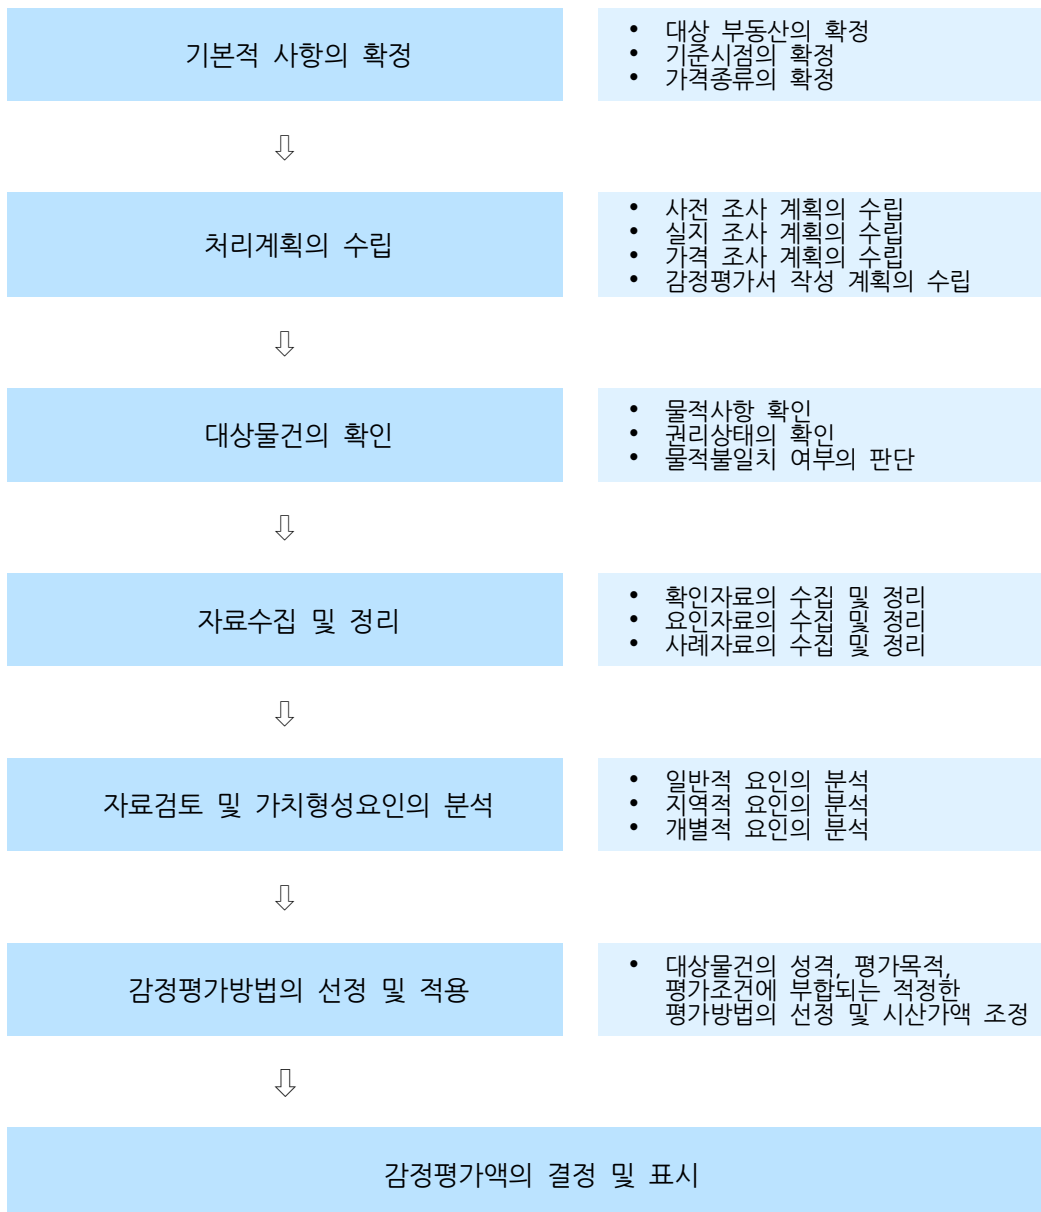 기본적 사항의 확정
• 대상 부동산의 확정
• 기준시점의 확정
• 가격종류의 확정
처리계획의 수립
• 사전 조사 계획의 수립
• 실지 조사 계획의 수립
• 가격 조사 계획의 수립
• 감정평가서 작성 계획의 수립
대상물건의 확인
• 물적사항 확인
• 권리상태의 확인
• 물적불일치 여부의 판단
자료수집 및 정리
• 확인자료의 수집 및 정리
• 요인자료의 수집 및 정리
• 사례자료의 수집 및 정리
자료검토 및 가치형성요인의 분석
• 일반적 요인의 분석
• 지역적 요인의 분석
• 개별적 요인의 분석
감정평가방법의 선정 및 적용
• 대상물건의 성격, 평가목적,
평가조건에 부합되는 적정한
평가방법의 선정 및 시산가액 조정
감정평가액의 결정 및 표시